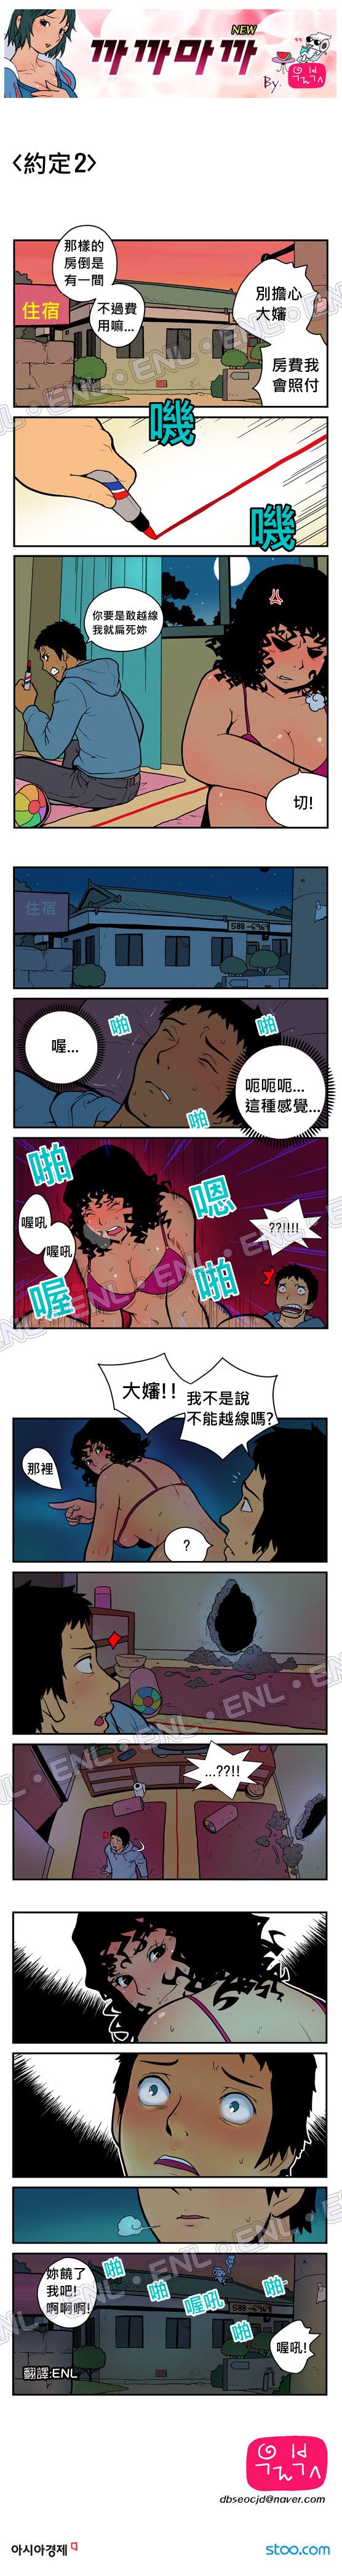 NEW
까까마까
By.
<約定2>
那樣的
房倒是
有一間
不過費
用嘛...
別擔心
大嬸
房費我
會照付
住宿
嘰
嘰
你要是敢越線
我就扁死妳
切!
住宿
588-6969
喔...
啪
啪
啪
呃呃呃...
這種感覺...
啪
嗯
喔吼
喔吼
??!!!!
喔
啪
大嬸!!
我不是說
不能越線嗎?
那裡
?
...??!!
妳饒了
我吧!
啊啊啊!
啪
啪
喔吼
啪
啪
588-6969
喔吼!
翻譯:ENL
ENL • ENL • ENL
dbseocjd@naver.com
아시아경제
stoo.com